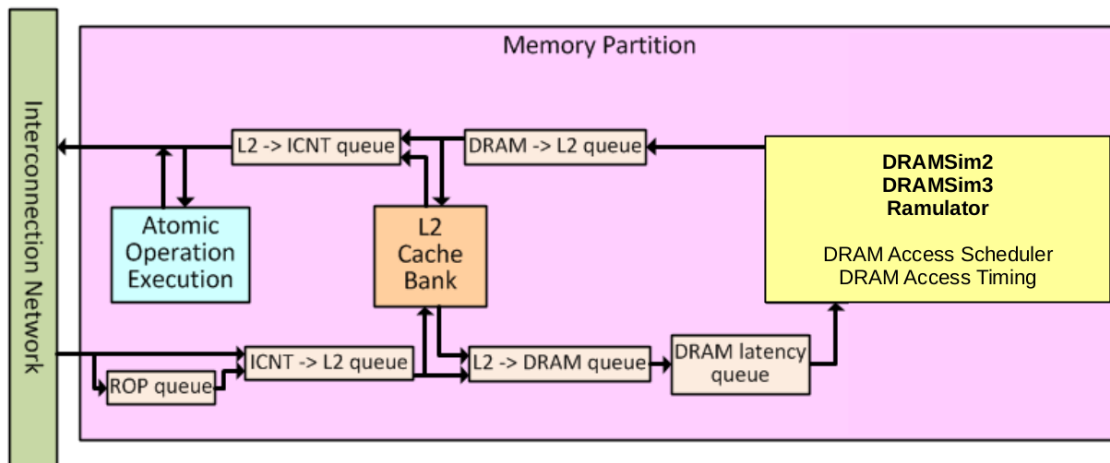 Memory Partition
Interconnection Network
L2 -> ICNT queue
DRAM -> L2 queue
DRAMSim2
DRAMSim3
Ramulator
DRAM Access Scheduler
DRAM Access Timing
Atomic
Operation
Execution
L2
Cache
Bank
ICNT -> L2 queue
ROP queue
L2 -> DRAM queue
DRAM latency
queue